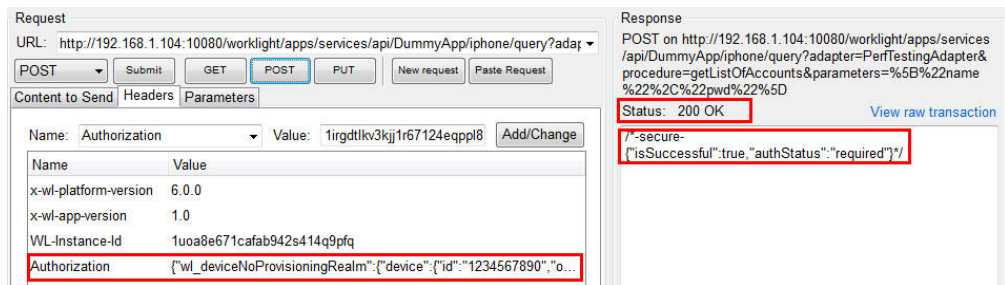 Request
URL: http://192.168.1.104:10080/worklight/apps/services/api/DummyApp/iphone/query?adap
POST Submit GET POST PUT New request Paste Request
Content to Send Headers Parameters
Name: Authorization Value: 1irgdtlkv3kjj1r67124eqppl8 Add/Change
Name Value
x-wl-platform-version 6.0.0
x-wl-app-version 1.0
WL-Instance-Id 1uoa8e671cafab942s414q9pfq
Authorization {"wl_deviceNoProvisioningRealm":{"device":{"id":"1234567890","o...
Response
POST on http://192.168.1.104:10080/worklight/apps/services
/api/DummyApp/iphone/query?adapter=PerfTestingAdapter&
procedure=getListOfAccounts&parameters=%5B%22name
%22%2C%22pwd%22%5D
Status: 200 OK View raw transaction
/*-secure-
{"isSuccessful":true,"authStatus":"required"}*/